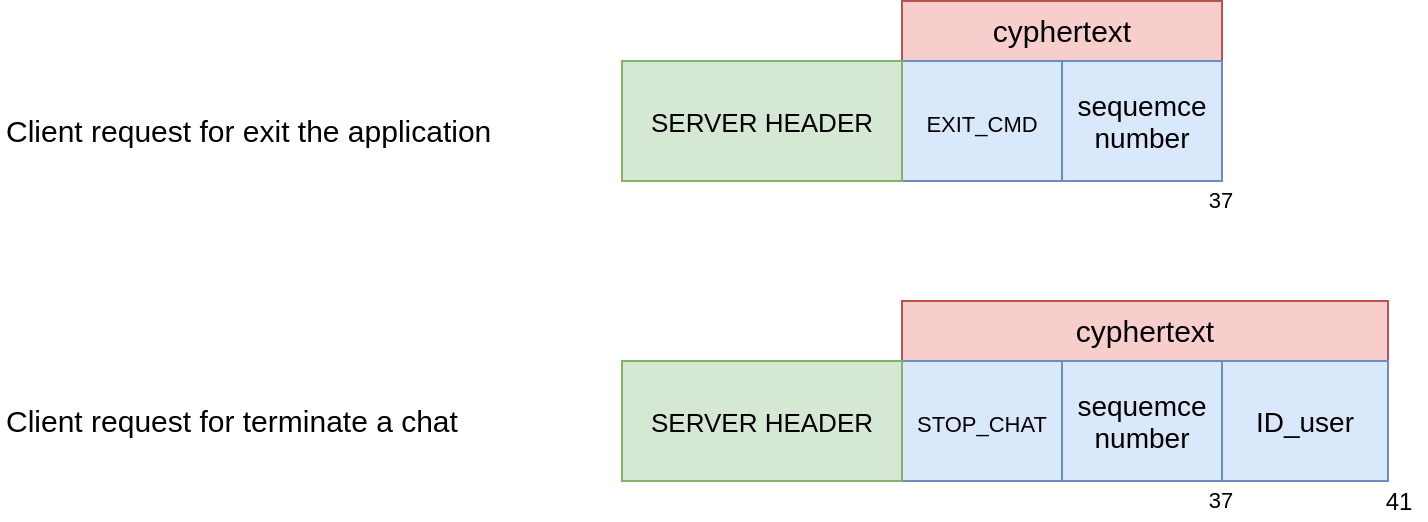 cyphertext
Client request for exit the application
SERVER HEADER
EXIT_CMD
sequemce
number
37
cyphertext
Client request for terminate a chat
SERVER HEADER
STOP_CHAT
sequemce
number
ID_user
37
41